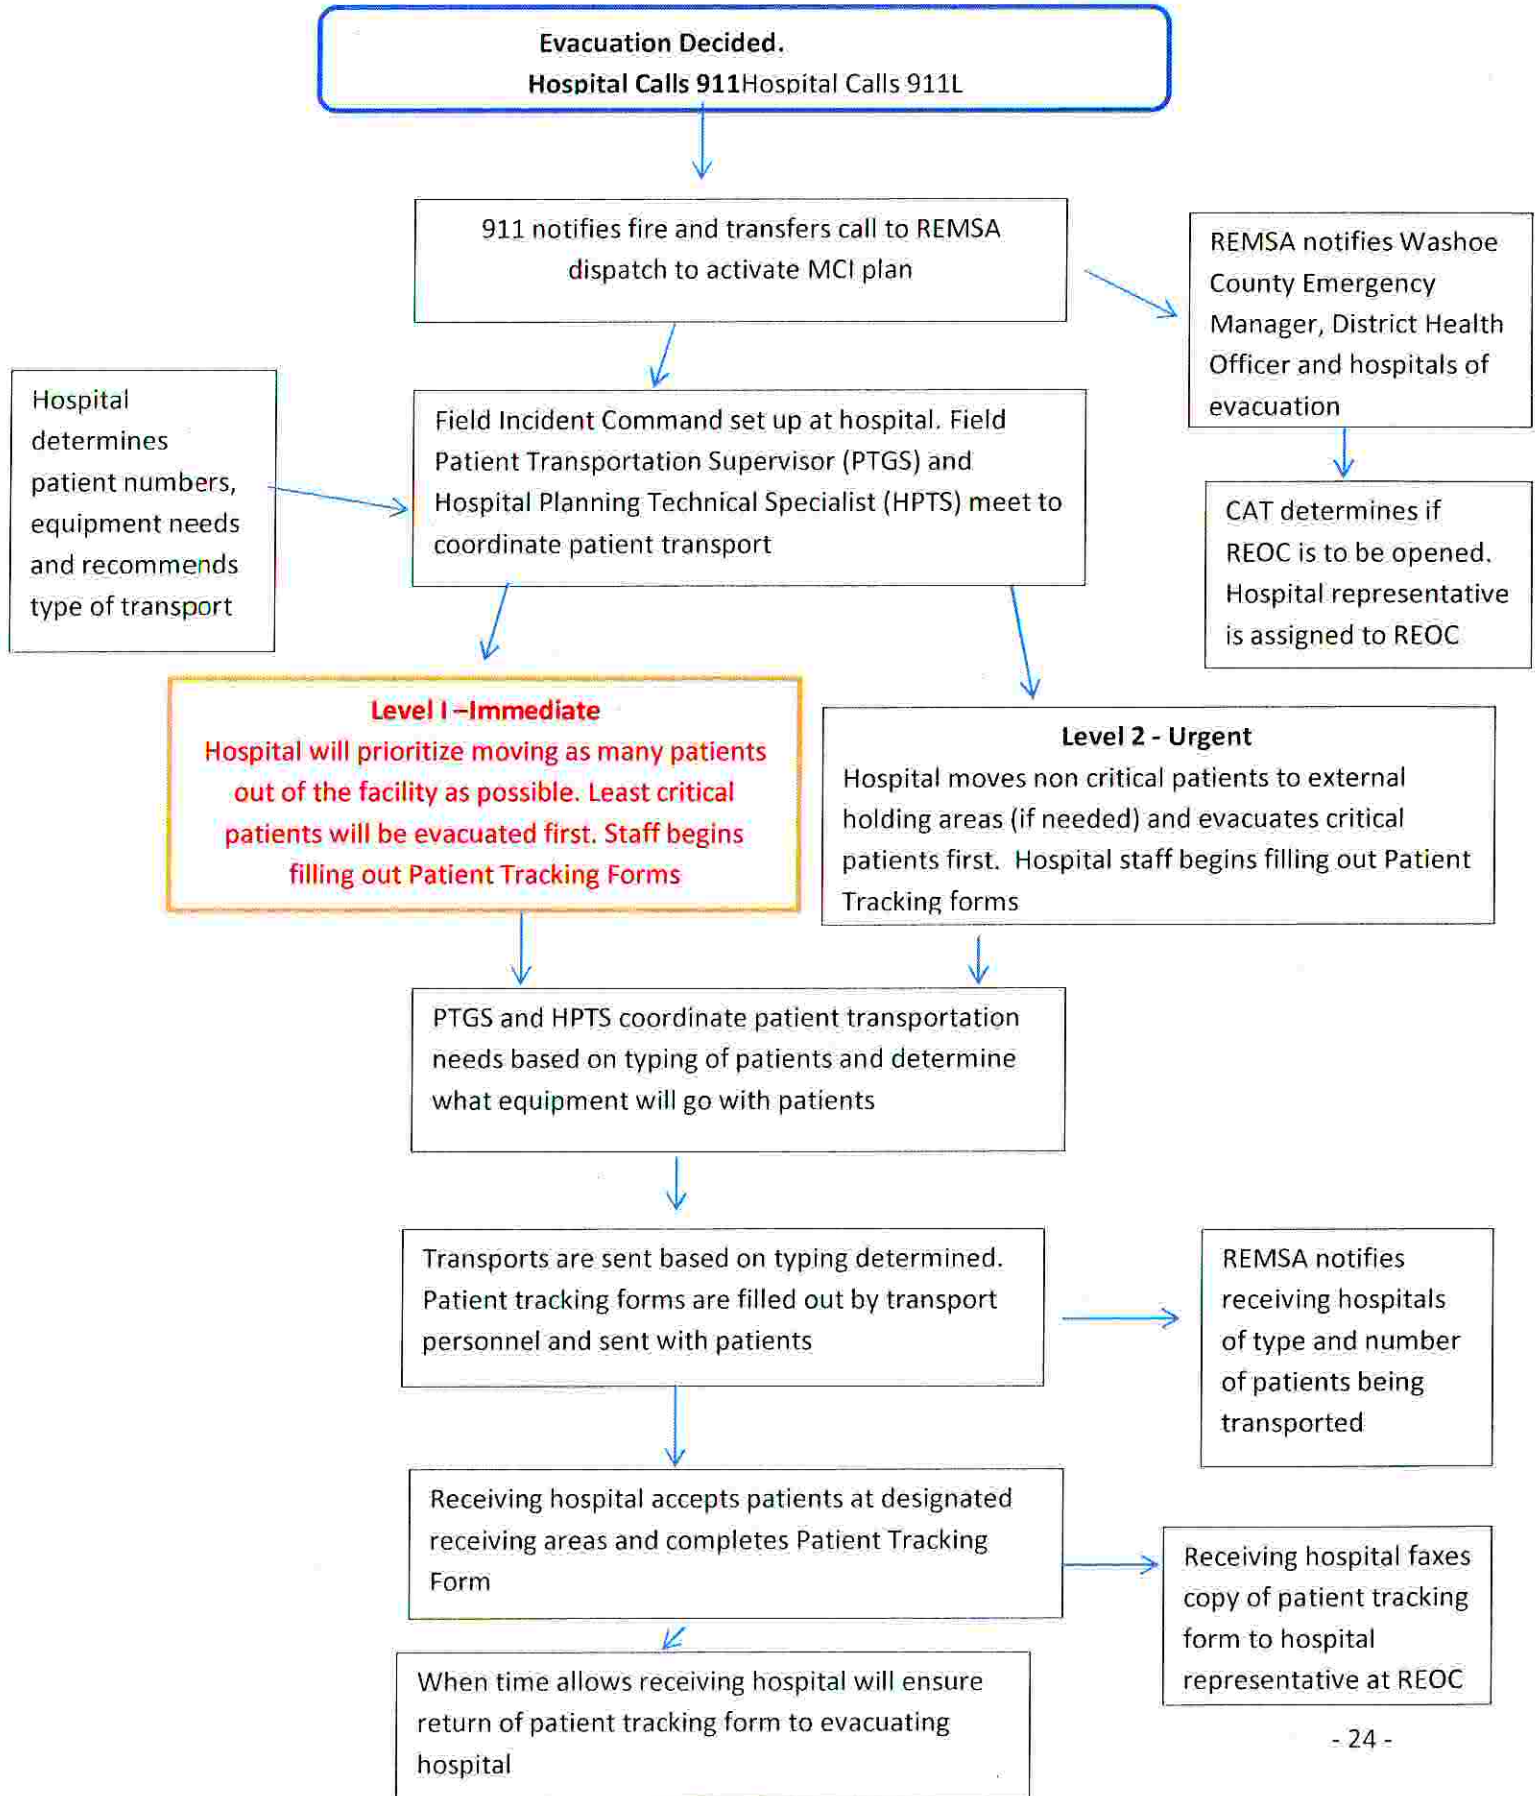 Evacuation Decided.
Hospital Calls 911Hospital Calls 911L
911 notifies fire and transfers call to REMSA
dispatch to activate MCI plan
REMSA notifies Washoe
County Emergency
Manager, District Health
Officer and hospitals of
evacuation
Hospital
determines
patient numbers,
equipment needs
and recommends
type of transport
Field Incident Command set up at hospital. Field
Patient Transportation Supervisor (PTGS) and
Hospital Planning Technical Specialist (HPTS) meet to
coordinate patient transport
CAT determines if
REOC is to be opened.
Hospital representative
is assigned to REOC
Level I –Immediate
Hospital will prioritize moving as many patients
out of the facility as possible. Least critical
patients will be evacuated first. Staff begins
filling out Patient Tracking Forms
Level 2 - Urgent
Hospital moves non critical patients to external
holding areas (if needed) and evacuates critical
patients first.  Hospital staff begins filling out Patient
Tracking forms
PTGS and HPTS coordinate patient transportation
needs based on typing of patients and determine
what equipment will go with patients
Transports are sent based on typing determined.
Patient tracking forms are filled out by transport
personnel and sent with patients
REMSA notifies
receiving hospitals
of type and number
of patients being
transported
Receiving hospital accepts patients at designated
receiving areas and completes Patient Tracking
Form
Receiving hospital faxes
copy of patient tracking
form to hospital
representative at REOC
When time allows receiving hospital will ensure
return of patient tracking form to evacuating
hospital
- 24 -